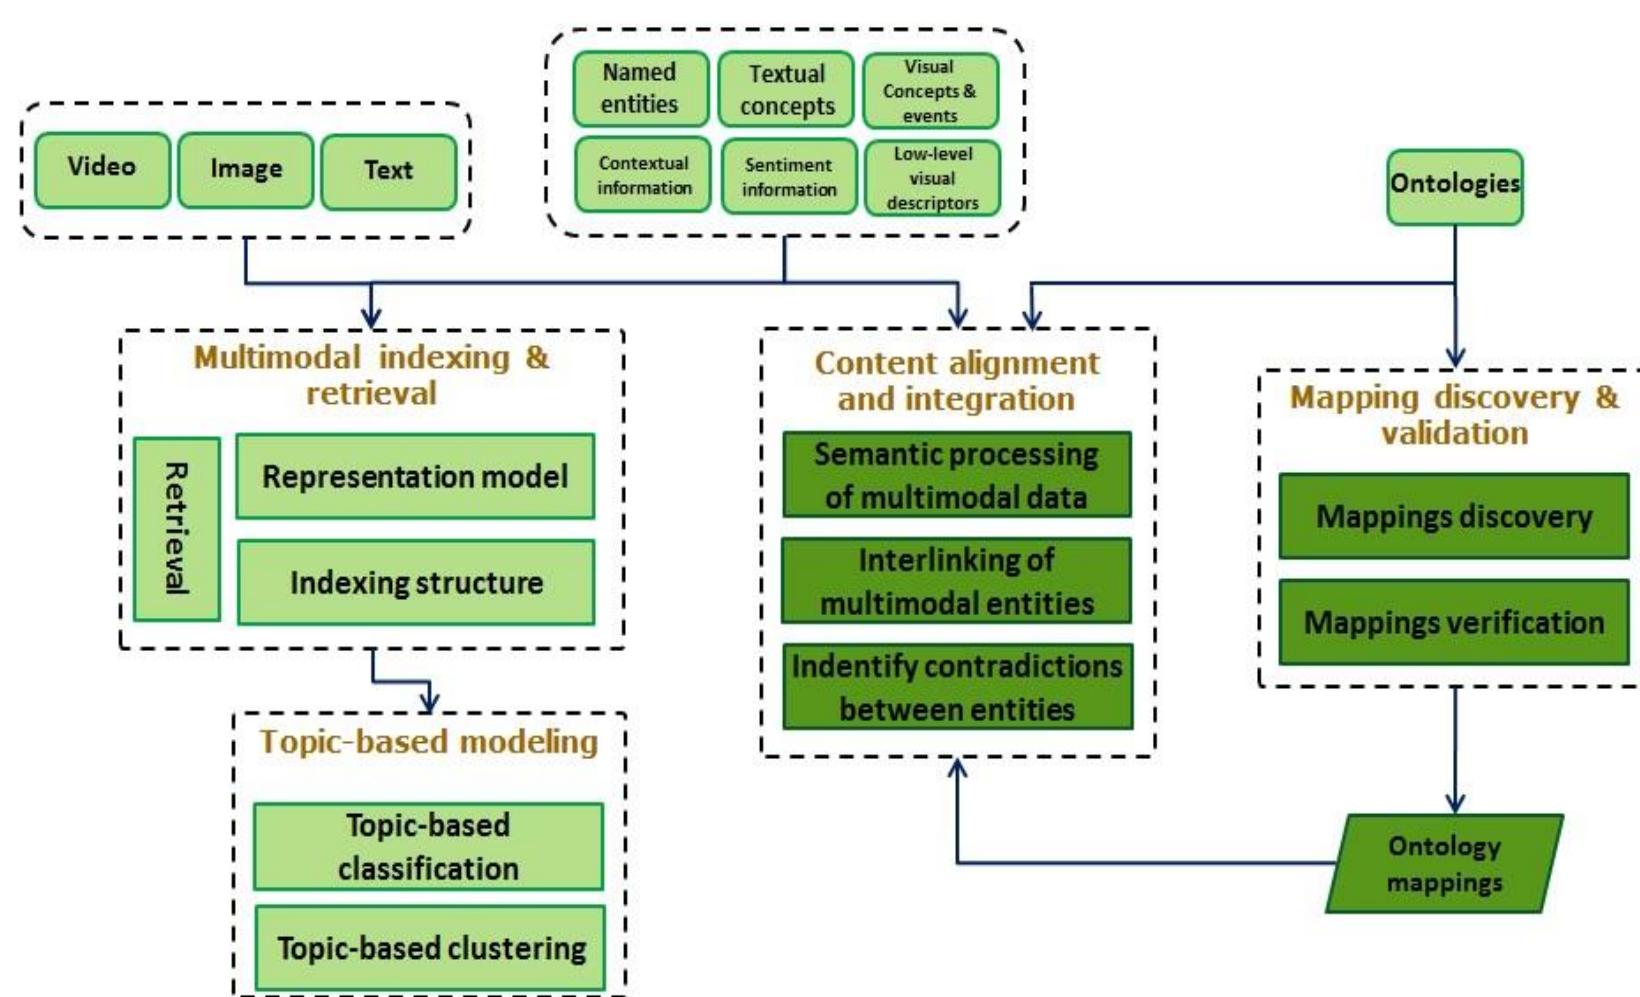 Video
Image
Text
Named
entities
Textual
concepts
Visual
Concepts &
events
Contextual
information
Sentiment
information
Low-level
visual
descriptors
Ontologies
Multimodal indexing &
retrieval
Retrieval
Representation model
Indexing structure
Content alignment
and integration
Semantic processing
of multimodal data
Interlinking of
multimodal entities
Indentify contradictions
between entities
Mapping discovery &
validation
Mappings discovery
Mappings verification
Topic-based modeling
Topic-based
classification
Topic-based clustering
Ontology
mappings